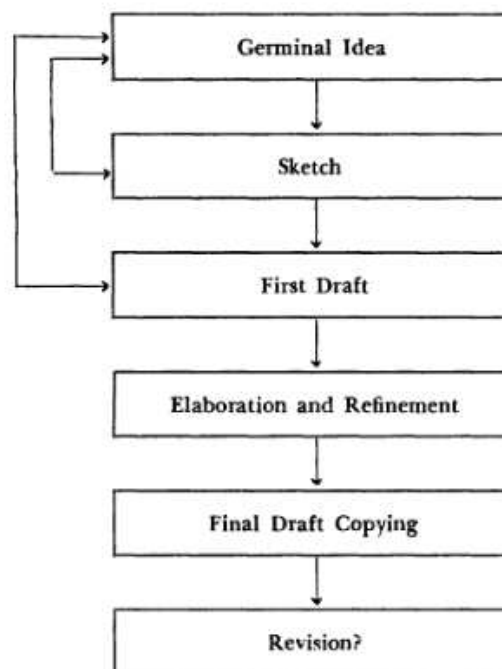 Germinal Idea
Sketch
First Draft
Elaboration and Refinement
Final Draft Copying
Revision?